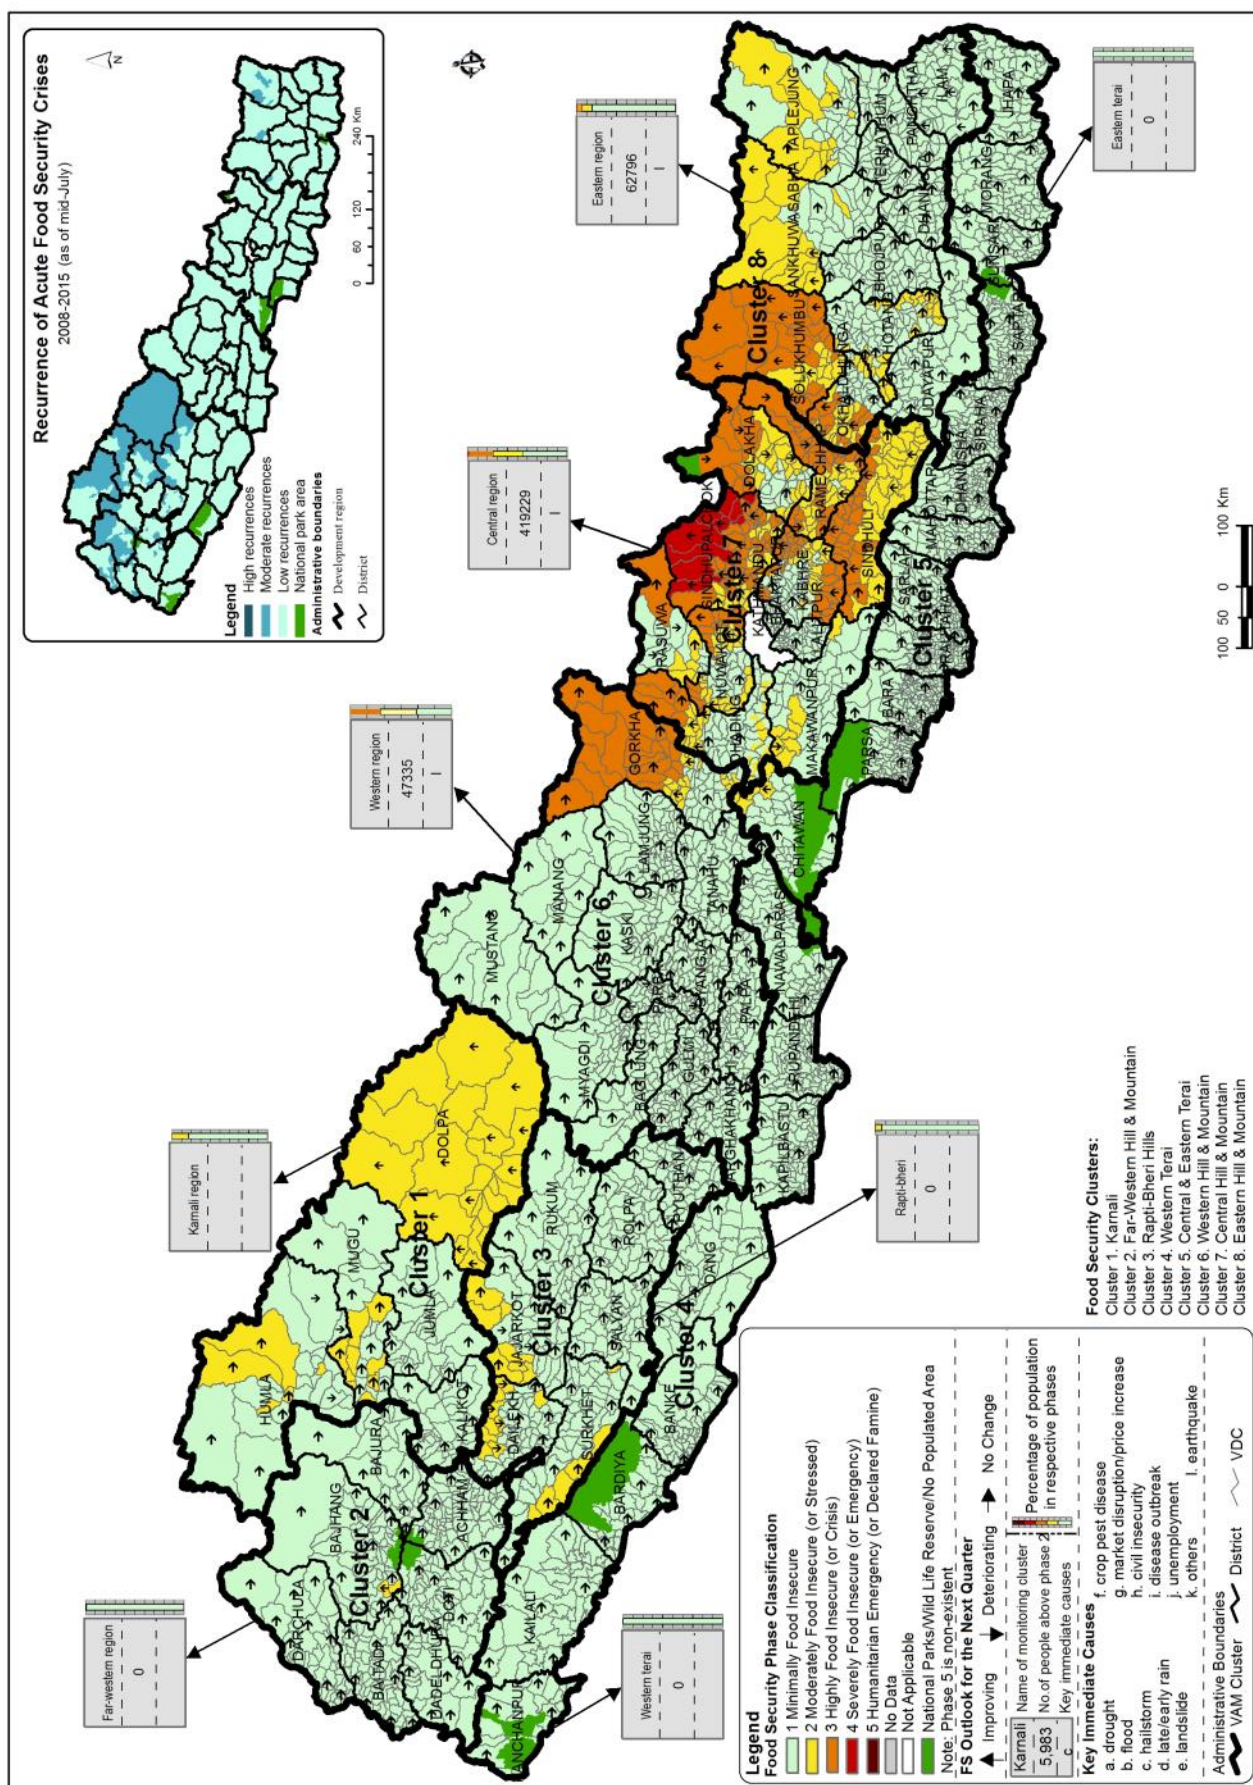 Recurrence of Acute Food Security Crises
2008-2015 (as of mid-July)
N
Legend
High recurrences
Moderate recurrences
Low recurrences
National park area
Administrative boundaries
Development region
District
0 60 120 240 Km
Far-western region
0
Karnali region
Western region
47335
l
Central region
419229
l
Eastern region
62796
l
Western terai
0
Rapti-bheri
0
Eastern terai
0
DARCHULA
BAJHANG
BAJURA
HUMLA
MUGU
BAITADI
Cluster 2
DADELDHURA
DOTI
ACHHAM
KALIKOT
JUMLA
Cluster 1
DOLPA
KANCHANPUR
KAILALI
BARDIYA
SURKHET
DAILEKH
JAJARKOT
Cluster 3
RUKUM
SALYAN
ROLPA
PYUTHAN
BANKE
Cluster 4
DANG
MUSTANG
MANANG
MYAGDI
Cluster 6
KASKI
LAMJUNG
BAGLUNG
PARBAT
GULMI
SYANGJA
TANAHU
ARGHAKHANCHI
PALPA
KAPILBASTU
RUPANDEHI
NAWALPARASI
GORKHA
RASUWA
DHADING
NUWAKOT
SINDHUPALCHOK
Cluster 7
KATHMANDU
BHAKTAPUR
LALITPUR
KABHRE
DOLAKHA
RAMECHHAP
SINDHULI
MAKAWANPUR
CHITAWAN
PARSA
BARA
RAUTAHAT
Cluster 5
SARLAHI
MAHOTTARI
DHANUSHA
SIRAHA
SAPTARI
SOLUKHUMBU
Cluster 8
OKHALDHUNGA
KHOTANG
UDAYAPUR
SANKHUWASABHA
BHOJPUR
TAPLEJUNG
TERHATHUM
DHANKUTA
PANCHTHAR
ILAM
SUNSARI
MORANG
JHAPA
100 50 0 100 Km
Legend
Food Security Phase Classification
1 Minimally Food Insecure
2 Moderately Food Insecure (or Stressed)
3 Highly Food Insecure (or Crisis)
4 Severely Food Insecure (or Emergency)
5 Humanitarian Emergency (or Declared Famine)
No Data
Not Applicable
National Parks/Wild Life Reserve/No Populated Area
Note: Phase 5 is non-existent
FS Outlook for the Next Quarter
Improving Deteriorating No Change
Karnali
5,983
c
Name of monitoring cluster
No.of people above phase 2
Key immediate causes
Percentage of population
in respective phases
Key Immediate Causes
a. drought
b. flood
c. hailstorm
d. late/early rain
e. landslide
f. crop pest disease
g. market disruption/price increase
h. civil insecurity
i. disease outbreak
j. unemployment
k. others l. earthquake
Administrative Boundaries
VAM Cluster District VDC
Food Security Clusters:
Cluster 1. Karnali
Cluster 2. Far-Western Hill & Mountain
Cluster 3. Rapti-Bheri Hills
Cluster 4. Western Terai
Cluster 5. Central & Eastern Terai
Cluster 6. Western Hill & Mountain
Cluster 7. Central Hill & Mountain
Cluster 8. Eastern Hill & Mountain